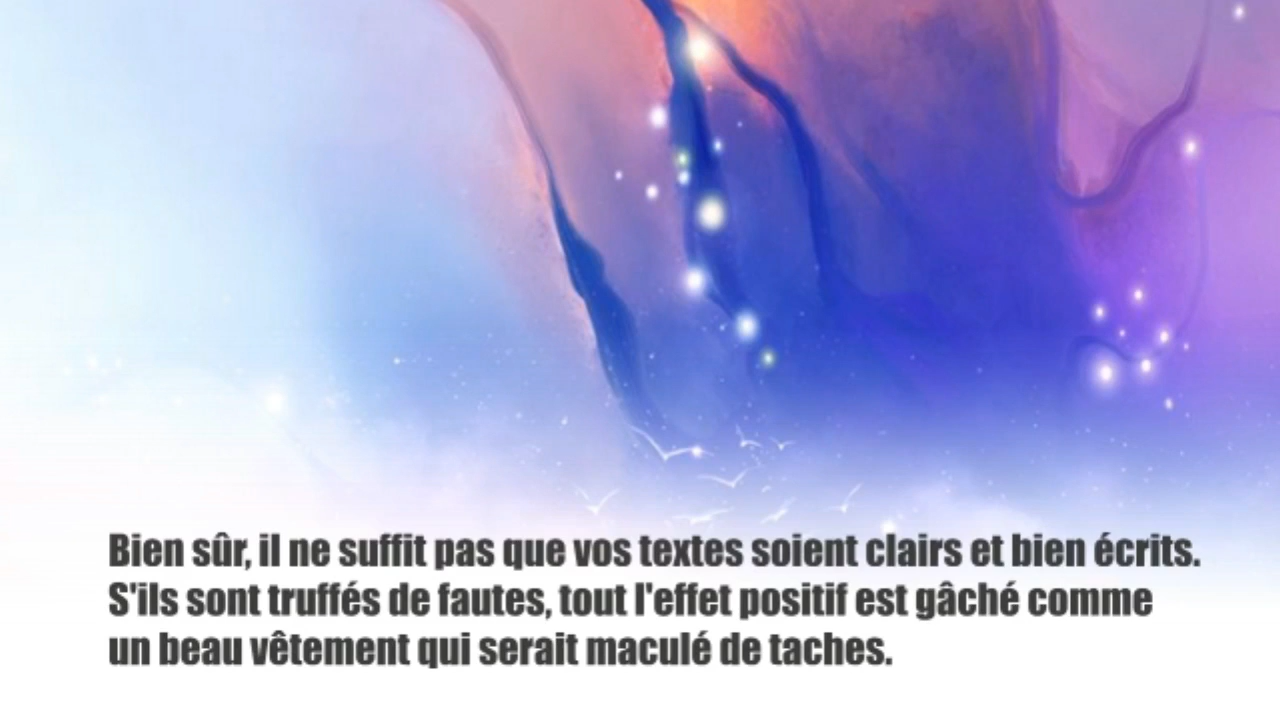 Bien sûr, il ne suffit pas que vos textes soient clairs et bien écrits.
S'ils sont truffés de fautes, tout l'effet positif est gâché comme
un beau vêtement qui serait maculé de taches.